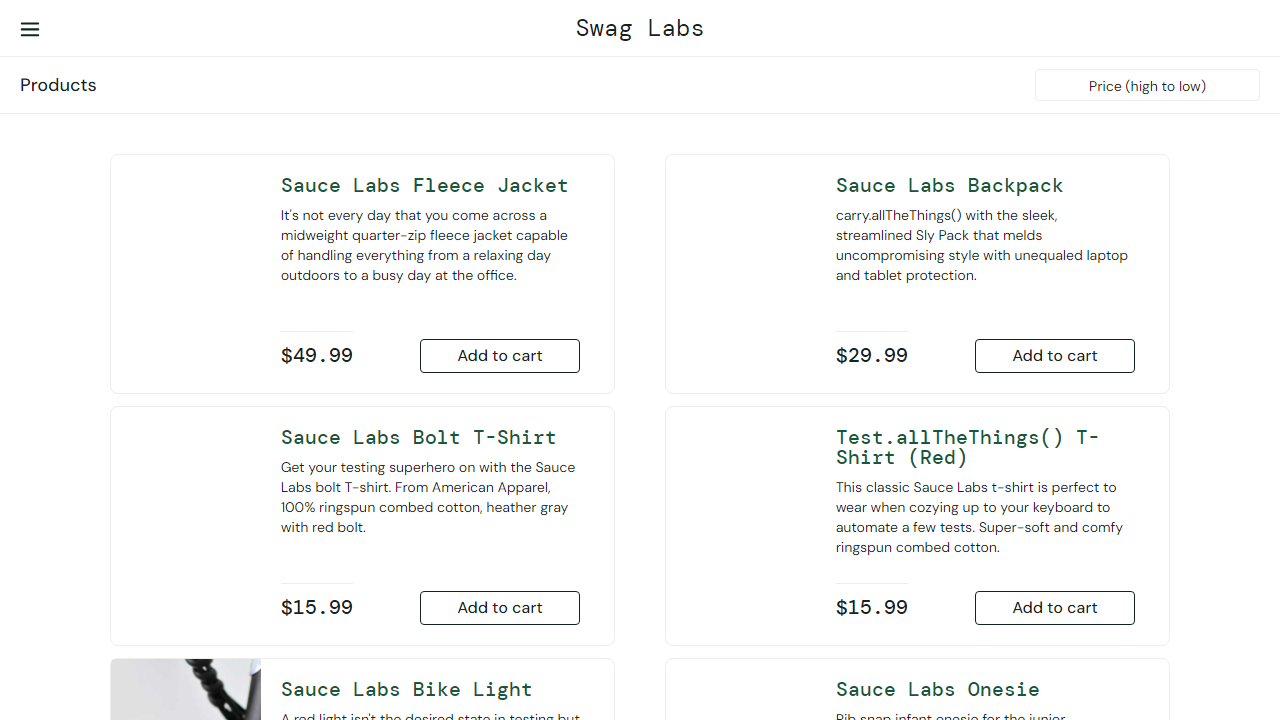 Swag Labs
Products
Price (high to low)
Sauce Labs Fleece Jacket
It's not every day that you come across a
midweight quarter-zip fleece jacket capable
of handling everything from a relaxing day
outdoors to a busy day at the office.
$49.99
Add to cart
Sauce Labs Backpack
carry.allTheThings() with the sleek,
streamlined Sly Pack that melds
uncompromising style with unequaled laptop
and tablet protection.
$29.99
Add to cart
Sauce Labs Bolt T-Shirt
Get your testing superhero on with the Sauce
Labs bolt T-shirt. From American Apparel,
100% ringspun combed cotton, heather gray
with red bolt.
$15.99
Add to cart
Test.allTheThings() T-
Shirt (Red)
This classic Sauce Labs t-shirt is perfect to
wear when cozying up to your keyboard to
automate a few tests. Super-soft and comfy
ringspun combed cotton.
$15.99
Add to cart
Sauce Labs Bike Light
A red light isn't the desired state in testing but
Sauce Labs Onesie
Rib snap infant onesie for the junior